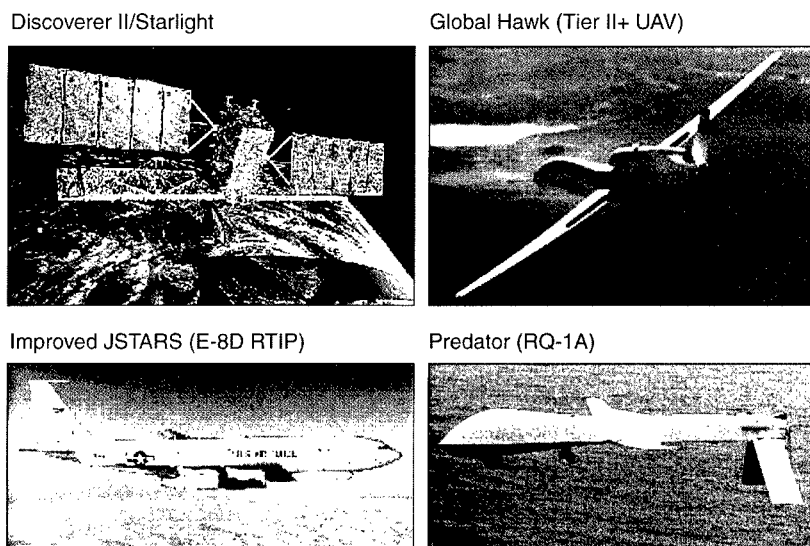 Discoverer II/Starlight
Global Hawk (Tier II+ UAV)
Improved JSTARS (E-8D RTIP)
Predator (RQ-1A)